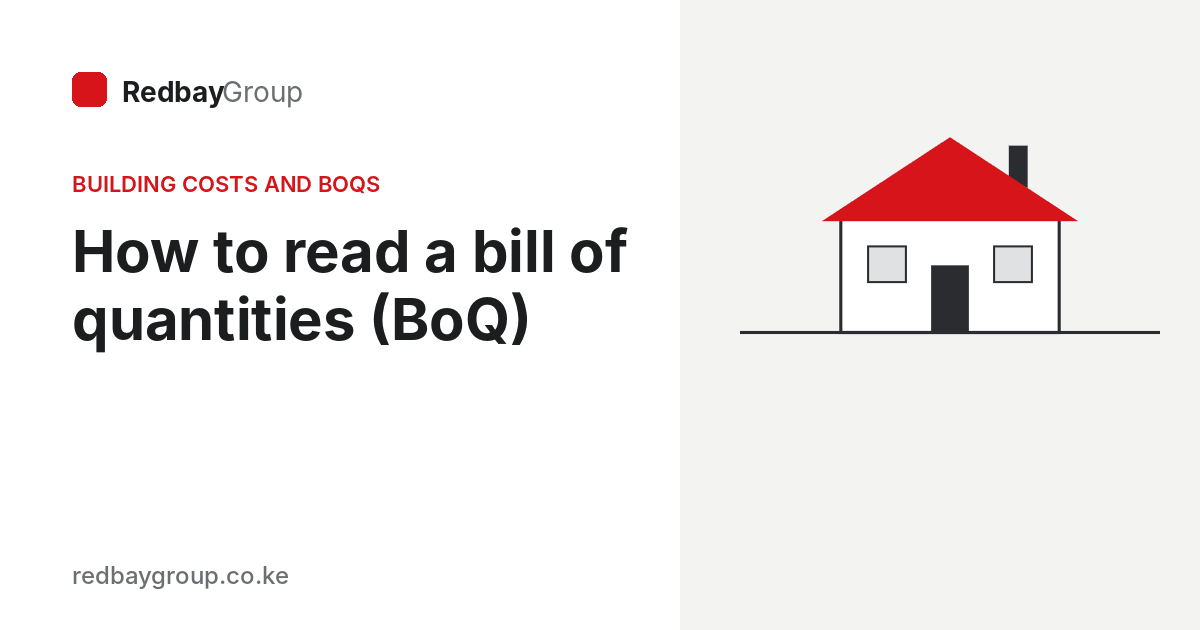 RedbayGroup
BUILDING COSTS AND BOQS
How to read a bill of
quantities (BoQ)
redbaygroup.co.ke